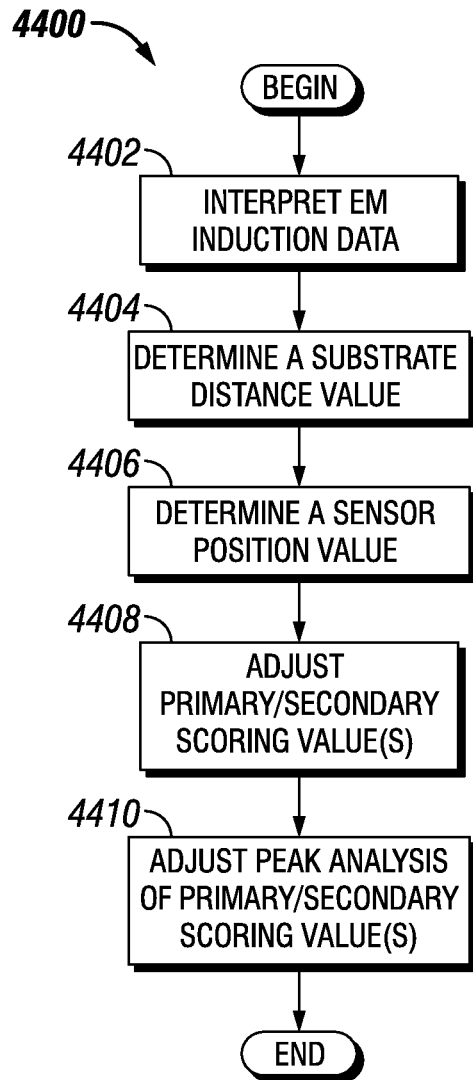 4400
BEGIN
4402
INTERPRET EM
INDUCTION DATA
4404
DETERMINE A SUBSTRATE
DISTANCE VALUE
4406
DETERMINE A SENSOR
POSITION VALUE
4408
ADJUST
PRIMARY/SECONDARY
SCORING VALUE(S)
4410
ADJUST PEAK ANALYSIS
OF PRIMARY/SECONDARY
SCORING VALUE(S)
END